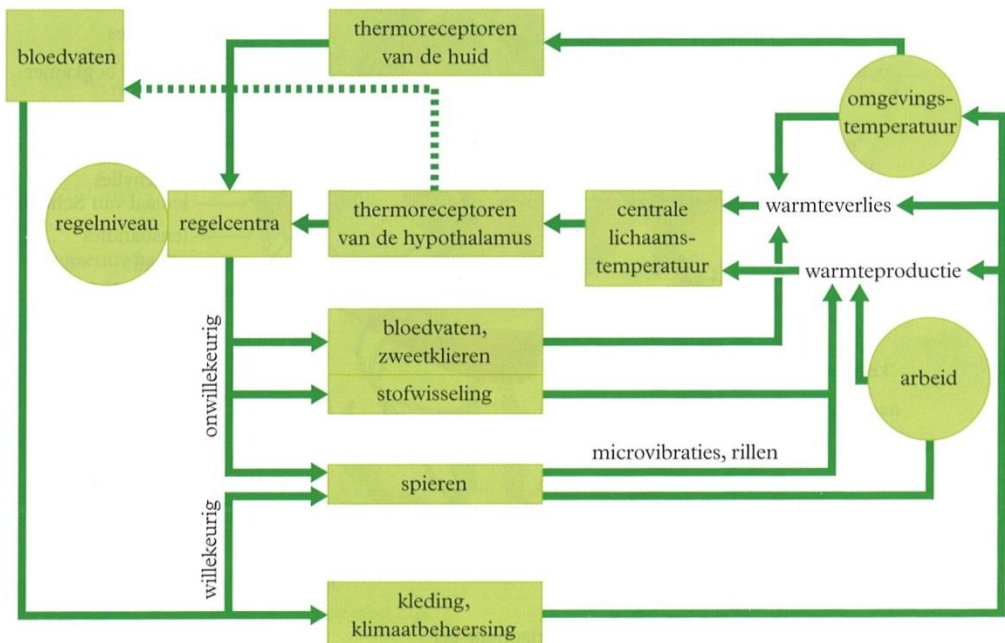 bloedvaten
thermoreceptoren
van de huid
omgevings-
temperatuur
regelniveau
regelcentra
thermoreceptoren
van de hypothalamus
centrale
lichaams-
temperatuur
warmteverlies
warmteproductie
onwillekeurig
bloedvaten,
zweetklieren
stofwisseling
arbeid
microvibraties, rillen
spieren
willekeurig
kleding,
klimaatbeheersing